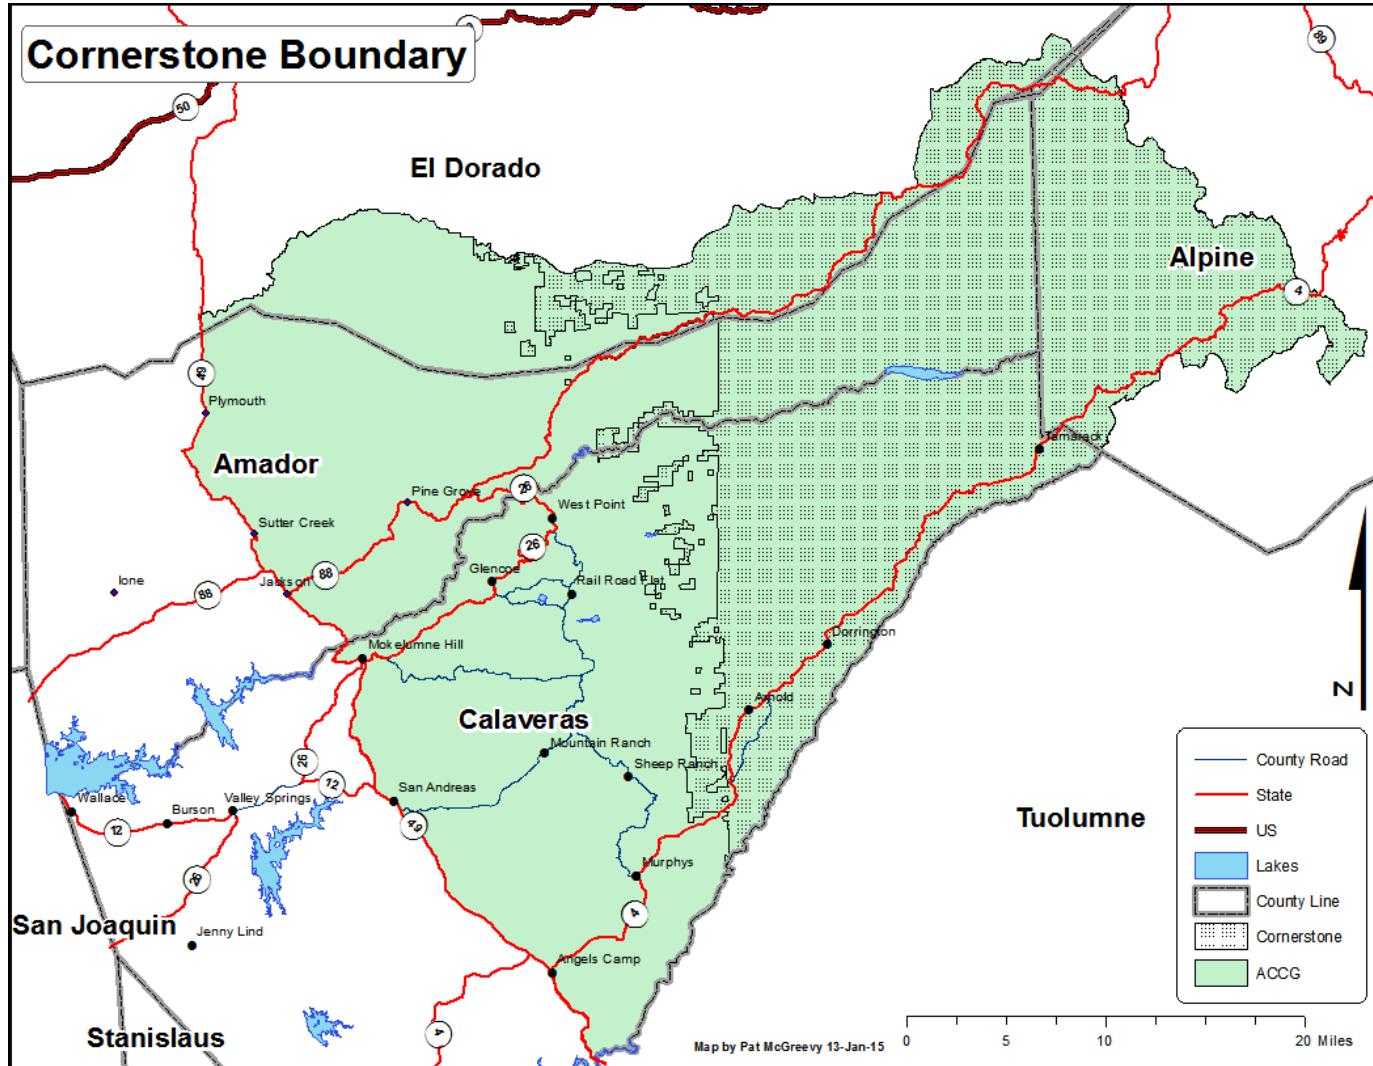 Cornerstone Boundary
89
50
El Dorado
Alpine
4
49
Plymouth
Amador
Tamarack
Pine Grove
26
West Point
Sutter Creek
26
Ione
88
Jackson
88
Glencoe
Rail Road Flat
Mokelumne Hill
Dorrington
Arnold
Calaveras
Mountain Ranch
Sheep Ranch
26
12
San Andreas
Wallace
Burson
Valley Springs
12
49
Tuolumne
Murphys
26
4
San Joaquin
Jenny Lind
Angels Camp
Stanislaus
4
N
County Road
State
US
Lakes
County Line
Cornerstone
ACCG
Map by Pat McGreevy 13-Jan-15
0 5 10 20 Miles